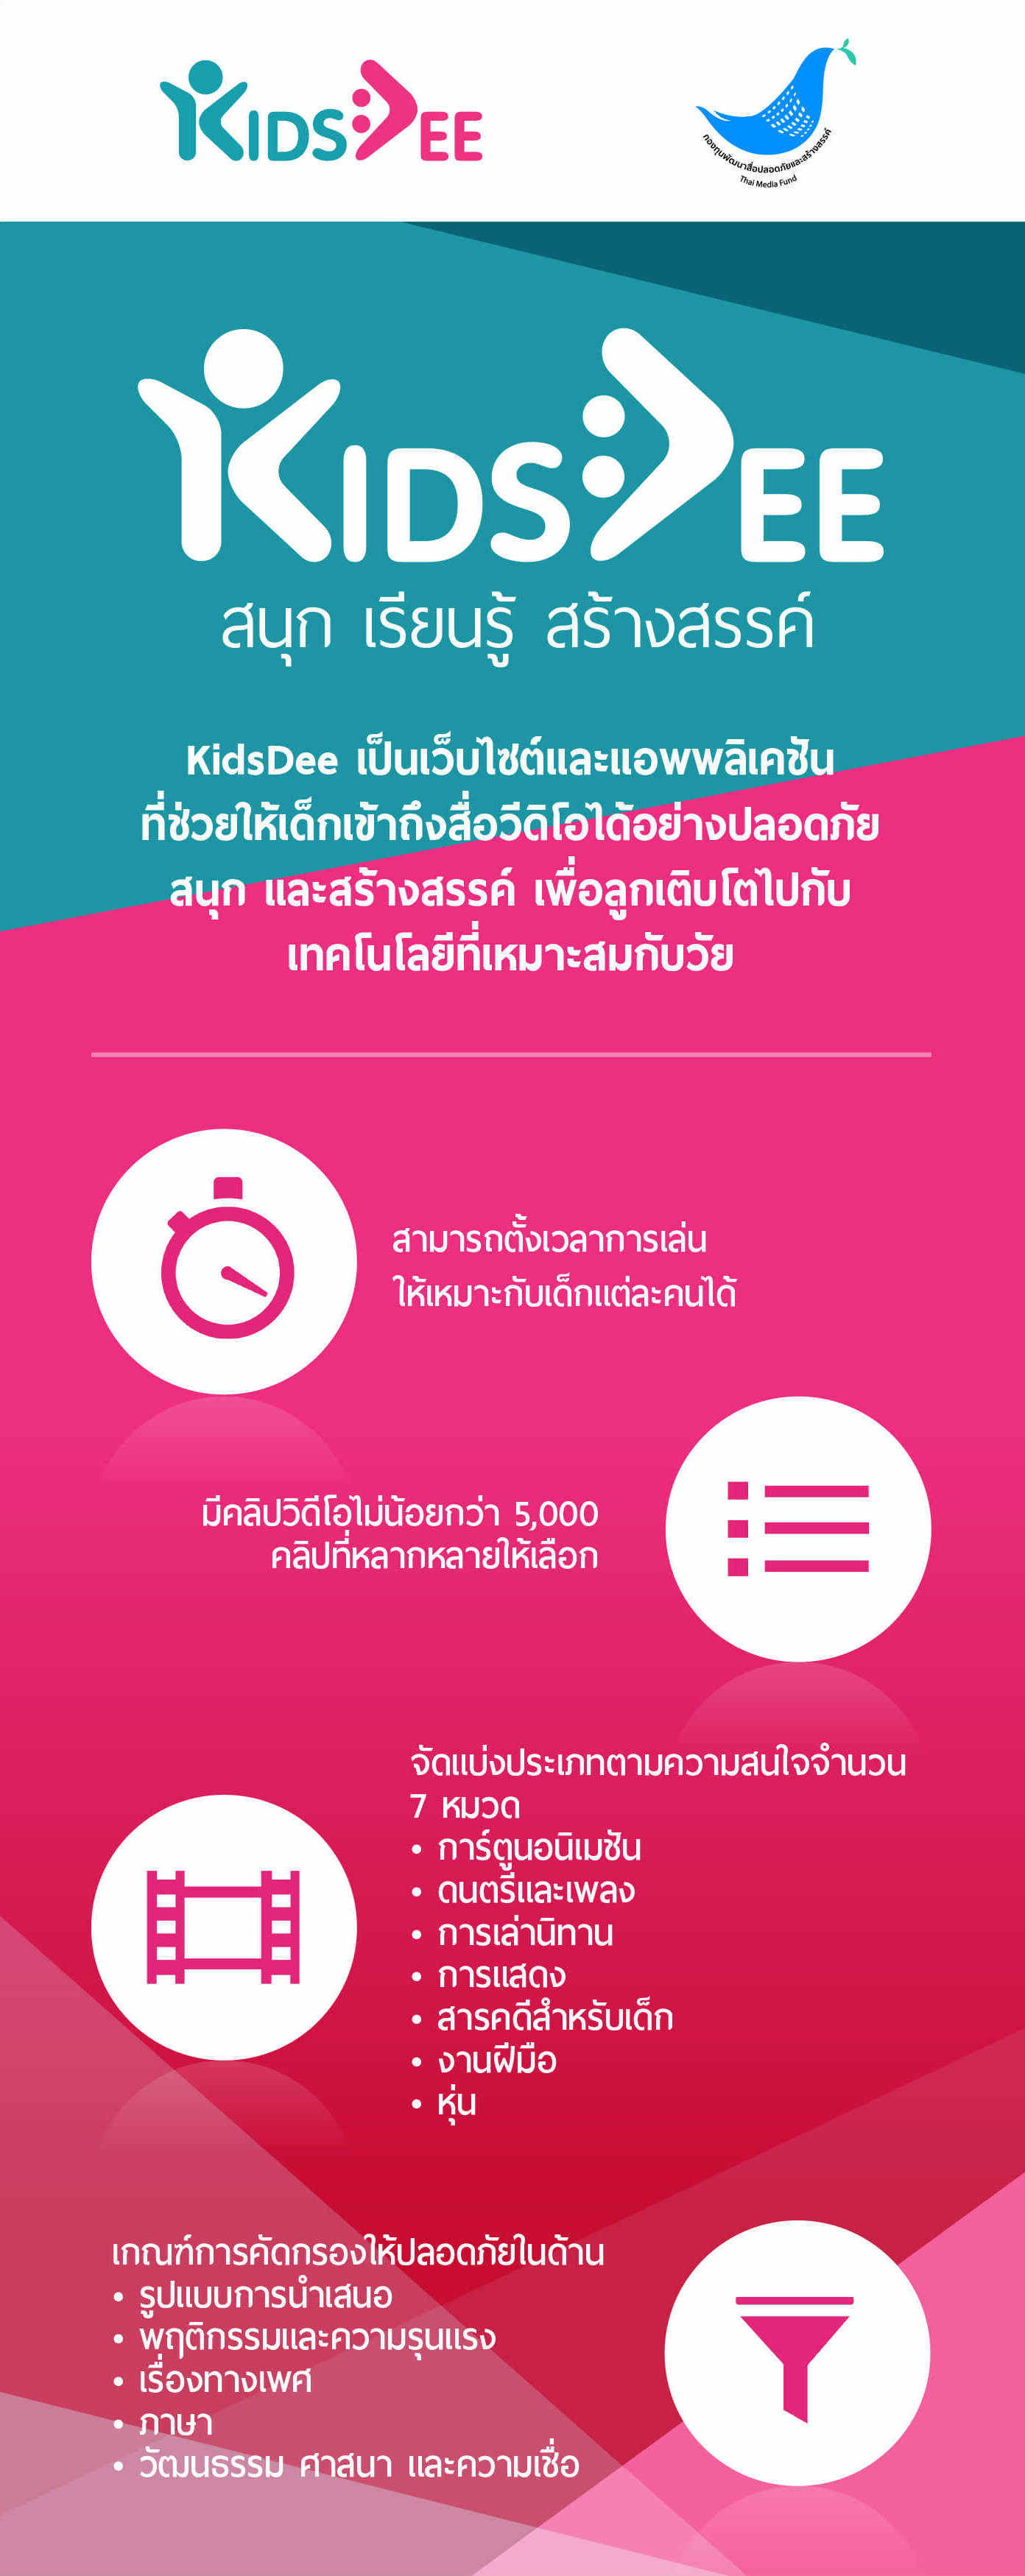 KIDSDEE
กองทุนพัฒนาสื่อปลอดภัยและสร้างสรรค์
Thai Media Fund
KIDSDEE
สนุก เรียนรู้ สร้างสรรค์
KidsDee เป็นเว็บไซต์และแอพพลิเคชัน
ที่ช่วยให้เด็กเข้าถึงสื่อวีดิโอได้อย่างปลอดภัย
สนุก และสร้างสรรค์ เพื่อลูกเติบโตไปกับ
เทคโนโลยีที่เหมาะสมกับวัย
สามารถตั้งเวลาการเล่น
ให้เหมาะกับเด็กแต่ละคนได้
มีคลิปวิดีโอไม่น้อยกว่า 5,000
คลิปที่หลากหลายให้เลือก
จัดแบ่งประเภทตามความสนใจจำนวน
7 หมวด
• การ์ตูนอนิเมชัน
• ดนตรีและเพลง
• การเล่านิทาน
• การแสดง
• สารคดีสำหรับเด็ก
• งานฝีมือ
• หุ่น
เกณฑ์การคัดกรองให้ปลอดภัยในด้าน
• รูปแบบการนำเสนอ
• พฤติกรรมและความรุนแรง
• เรื่องทางเพศ
• ภาษา
• วัฒนธรรม ศาสนา และความเชื่อ